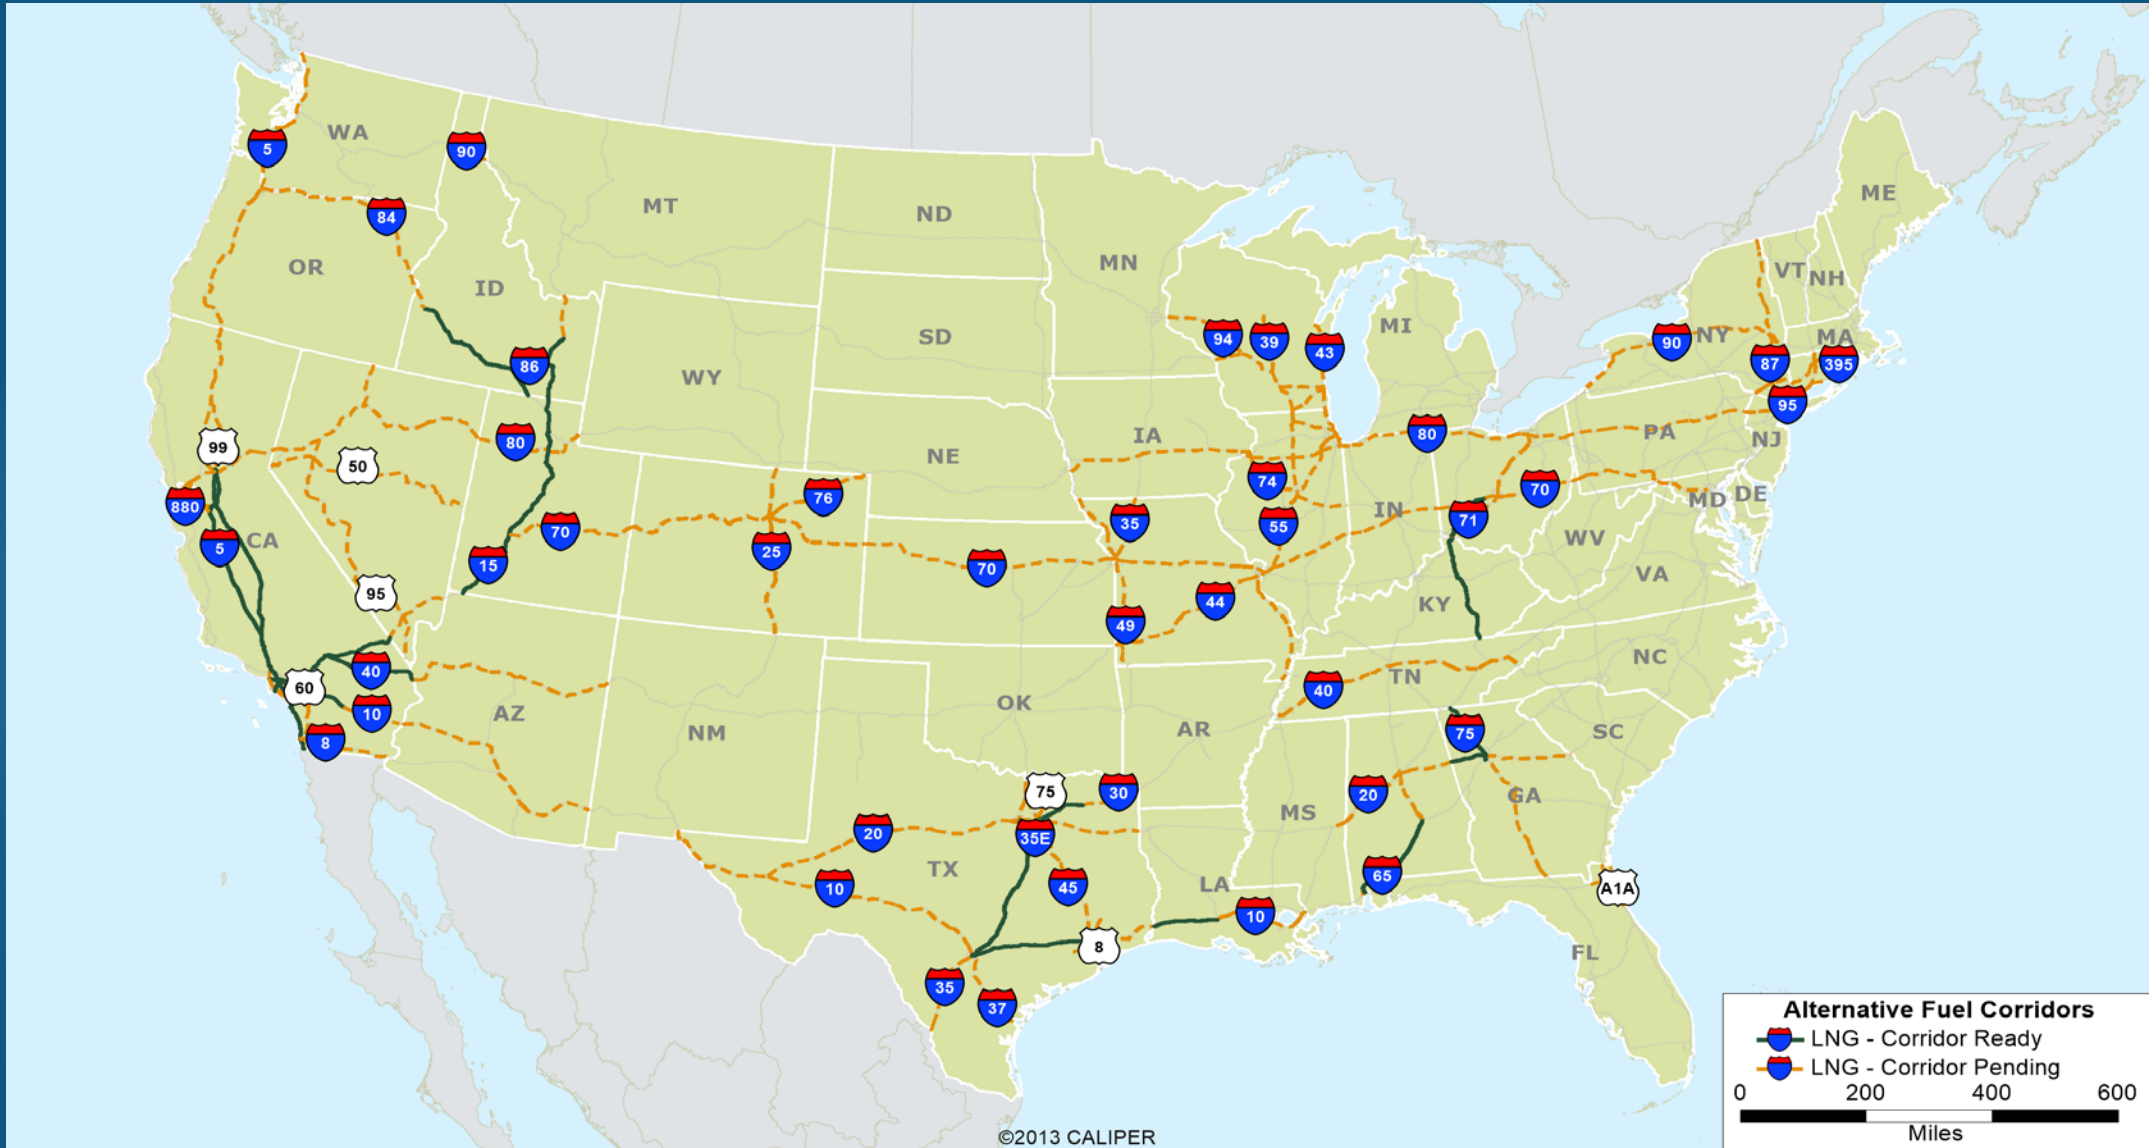 WA
5
90
84
MT
ND
ME
OR
ID
MN
VT
NH
MI
94
39
43
90
NY
MA
87
395
SD
86
WY
95
99
80
50
IA
80
PA
NJ
NE
880
76
74
70
MD
DE
5
CA
70
25
35
55
IN
71
WV
15
70
VA
95
44
KY
49
40
NC
60
TN
40
10
AZ
OK
8
NM
AR
75
SC
75
30
20
GA
MS
20
35E
TX
10
45
LA
65
A1A
10
8
FL
35
37
Alternative Fuel Corridors
LNG - Corridor Ready
LNG - Corridor Pending
0 200 400 600
Miles
©2013 CALIPER